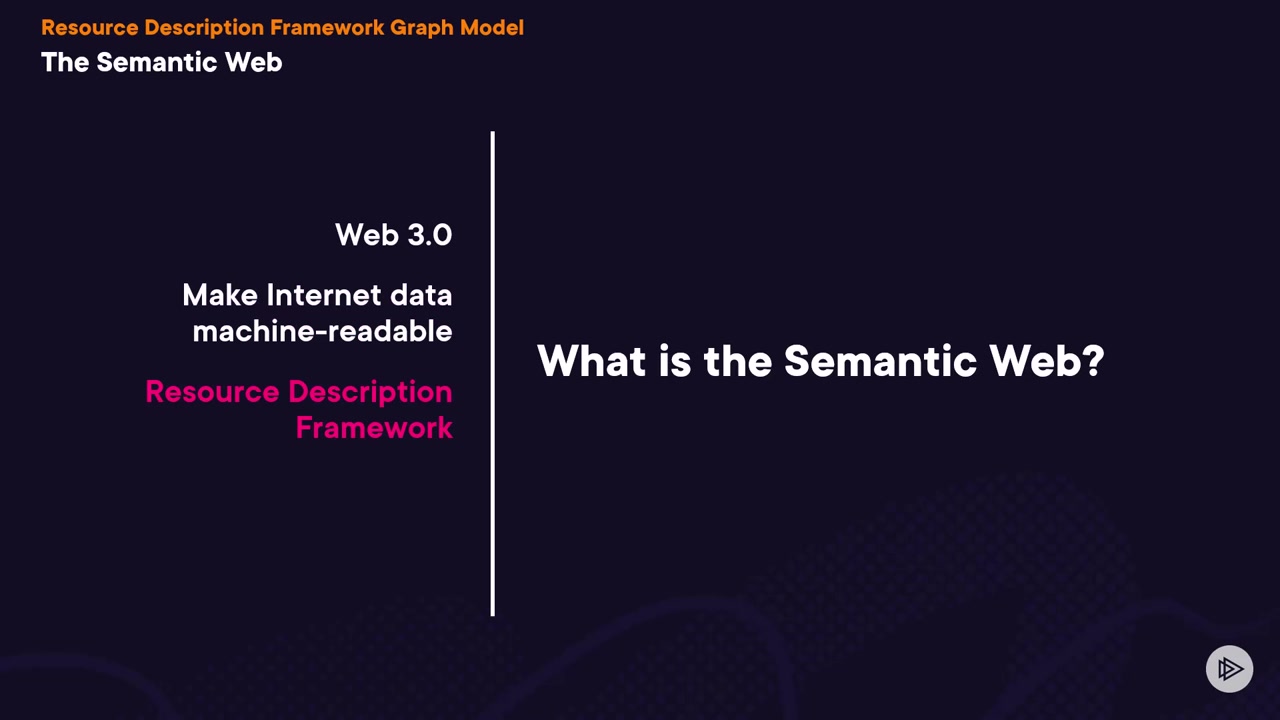 Resource Description Framework Graph Model
The Semantic Web
Web 3.0
Make Internet data
machine-readable
Resource Description
Framework
What is the Semantic Web?